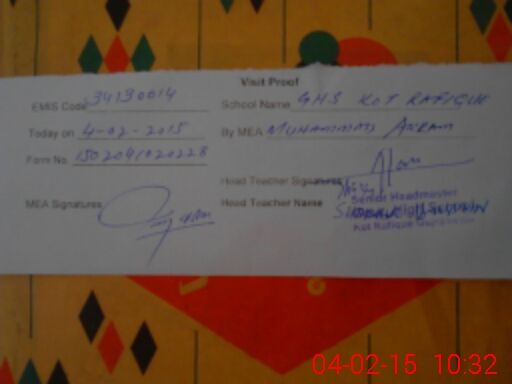 Visit Proof
EMIS Code 34130014 School Name GHS KOT RAFIQUE
Today on 4-02-2015 By MEA MUHAMMAD AKRAM
Form No.
Head Teacher Signatures
MEA Signatures
Head Teacher Name
Senior Headmaster
Kot Rafique
04-02-15 10:32